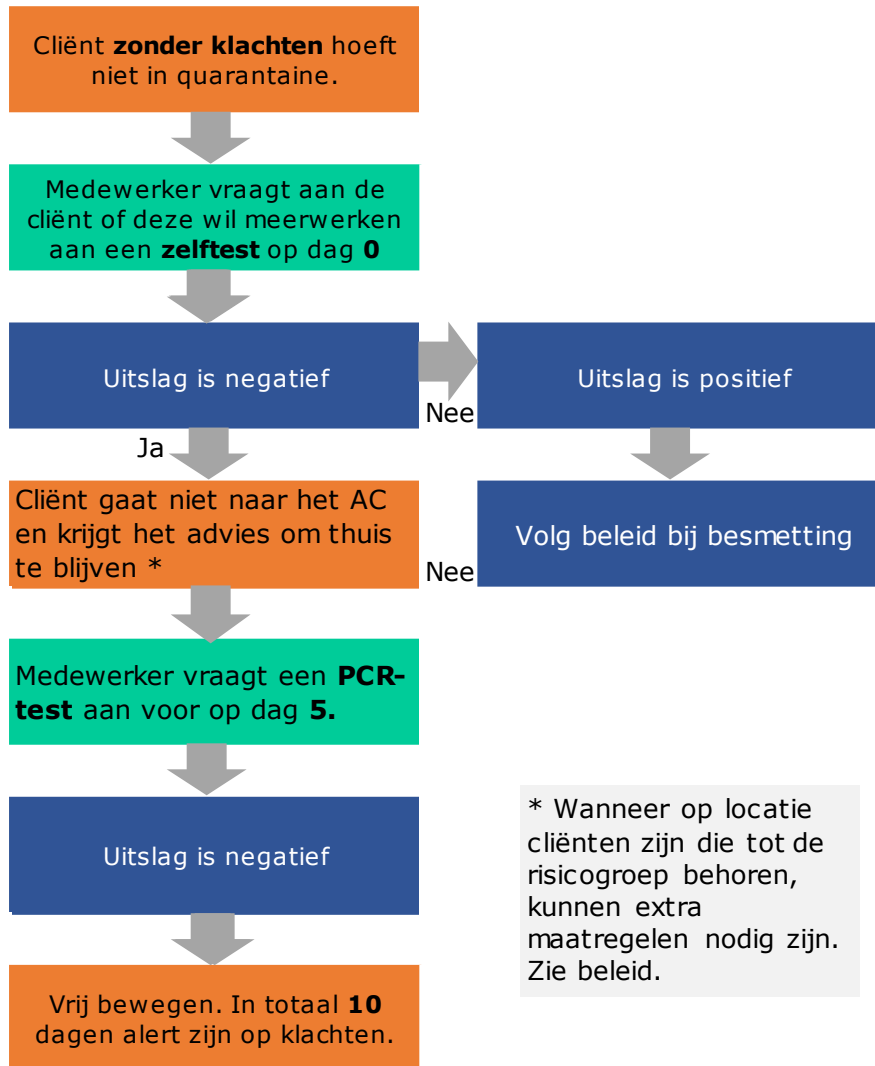 Cliënt zonder klachten hoeft
niet in quarantaine.
Medewerker vraagt aan de
cliënt of deze wil meerwerken
aan een zelftest op dag 0
Uitslag is negatief
Nee
Uitslag is positief
Ja
Cliënt gaat niet naar het AC
en krijgt het advies om thuis
te blijven *
Nee
Volg beleid bij besmetting
Medewerker vraagt een PCR-
test aan voor op dag 5.
Uitslag is negatief
* Wanneer op locatie
cliënten zijn die tot de
risicogroep behoren,
kunnen extra
maatregelen nodig zijn.
Zie beleid.
Vrij bewegen. In totaal 10
dagen alert zijn op klachten.